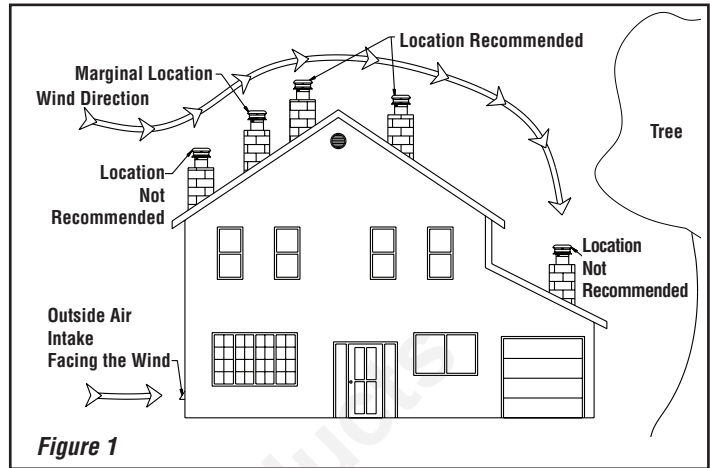 Location Recommended
Marginal Location
Wind Direction
Tree
Location
Not
Recommended
Location
Not
Recommended
Outside Air
Intake
Facing the Wind
Figure 1